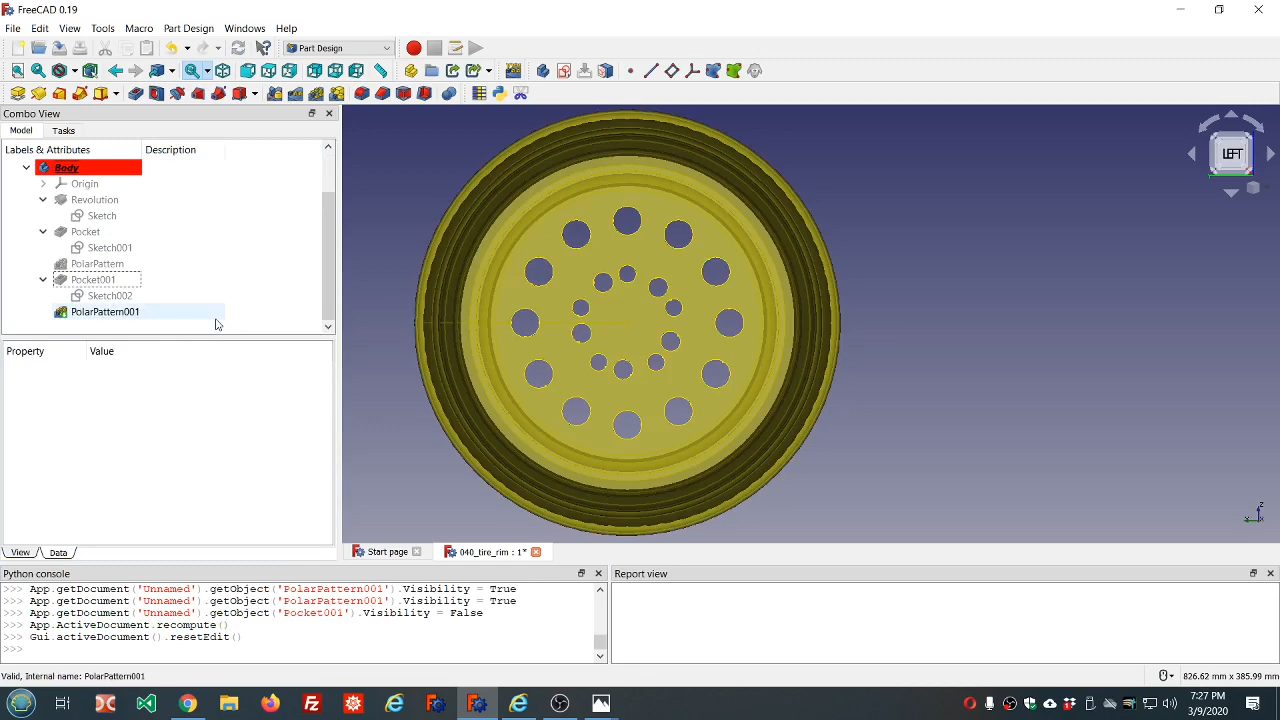 FreeCAD 0.19
File Edit View Tools Macro Part Design Windows Help
Part Design
Combo View
Model Tasks
Labels & Attributes Description
Body
Origin
Revolution
Sketch
Pocket
Sketch001
PolarPattern
Pocket001
Sketch002
PolarPattern001
Property Value
View Data
LEFT
Start page 040_tire_rim : 1*
Python console
>>> App.getDocument('Unnamed').getObject('PolarPattern001').Visibility = True
>>> App.getDocument('Unnamed').getObject('PolarPattern001').Visibility = True
>>> App.getDocument('Unnamed').getObject('Pocket001').Visibility = False
>>> App.ActiveDocument.recompute()
>>> Gui.activeDocument().resetEdit()
>>>
Report view
Valid, Internal name: PolarPattern001
826.62 mm x 385.99 mm
7:27 PM
3/9/2020